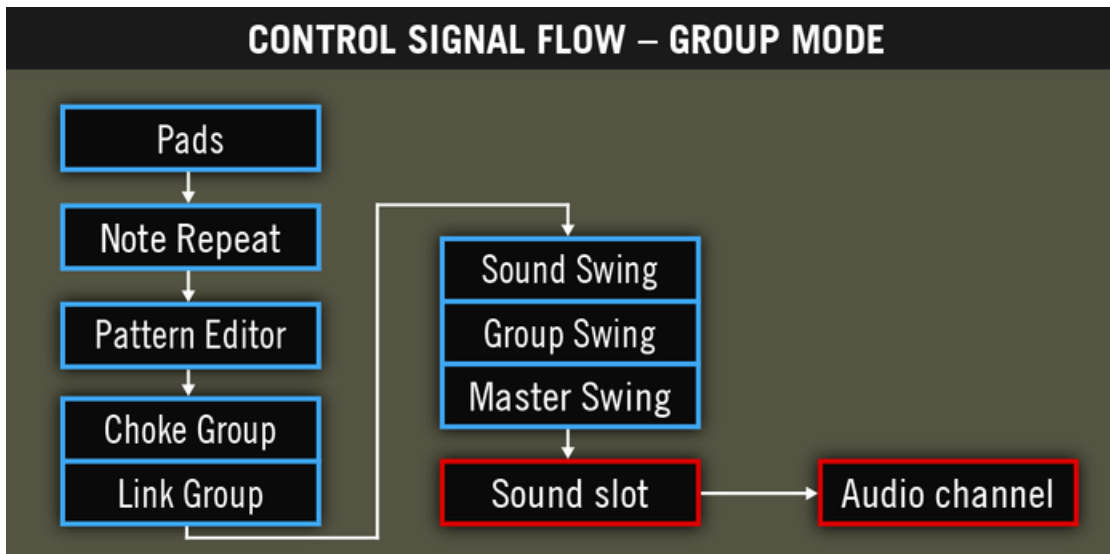 CONTROL SIGNAL FLOW – GROUP MODE
Pads
Note Repeat
Pattern Editor
Choke Group
Link Group
Sound Swing
Group Swing
Master Swing
Sound slot
Audio channel